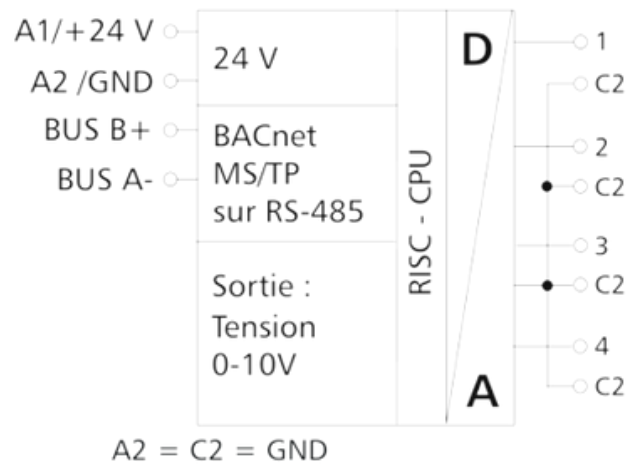 A1/+24 V
A2 /GND
BUS B+
BUS A-
24 V
BACnet
MS/TP
sur RS-485
Sortie :
Tension
0-10V
RISC - CPU
D
A
1
C2
2
C2
3
C2
4
C2
A2 = C2 = GND